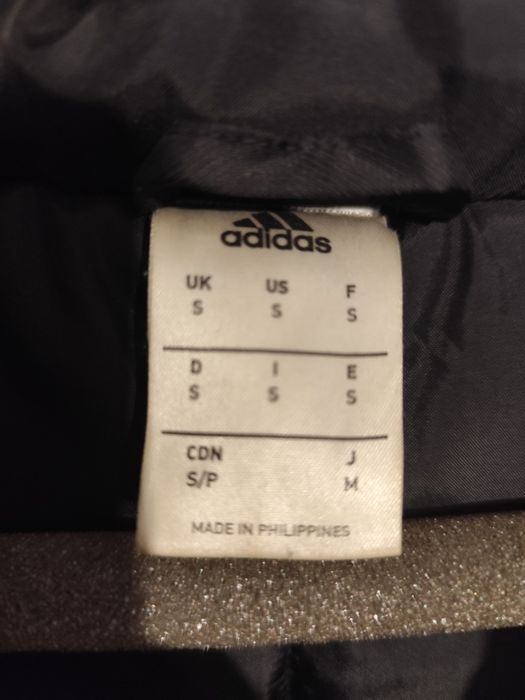 adidas
UK US F
S S S
D I E
S S S
CDN J
S/P M
MADE IN PHILIPPINES